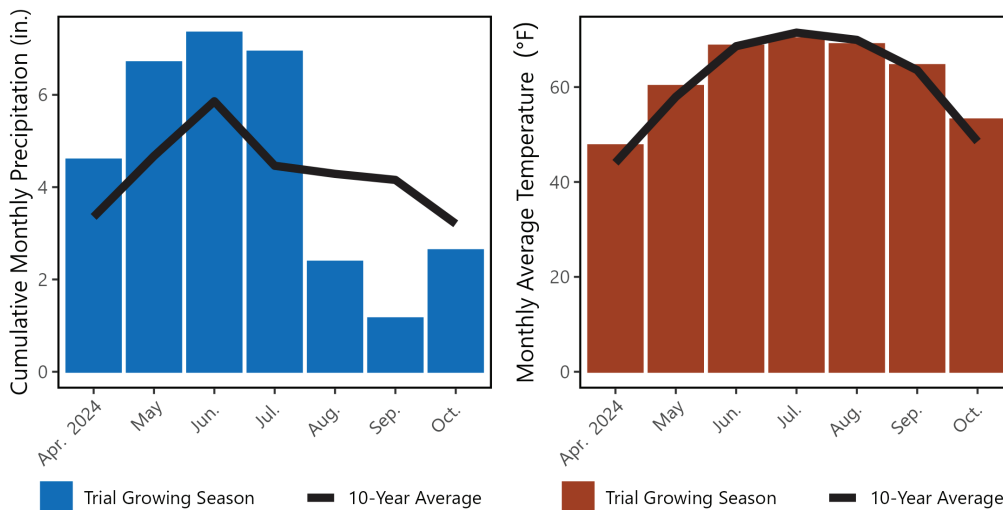 Cumulative Monthly Precipitation (in.)
6
4
2
0
Apr. 2024
May
Jun.
Jul.
Aug.
Sep.
Oct.
Trial Growing Season
10-Year Average
Monthly Average Temperature (°F)
60
40
20
0
Apr. 2024
May
Jun.
Jul.
Aug.
Sep.
Oct.
Trial Growing Season
10-Year Average